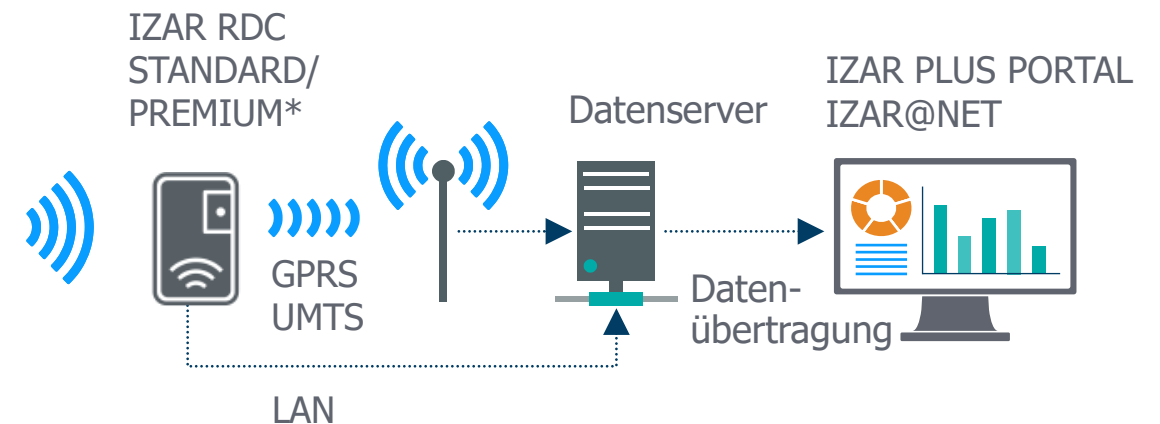 IZAR RDC
STANDARD/
PREMIUM*
GPRS
UMTS
LAN
Datenserver
Daten-
übertragung
IZAR PLUS PORTAL
IZAR@NET